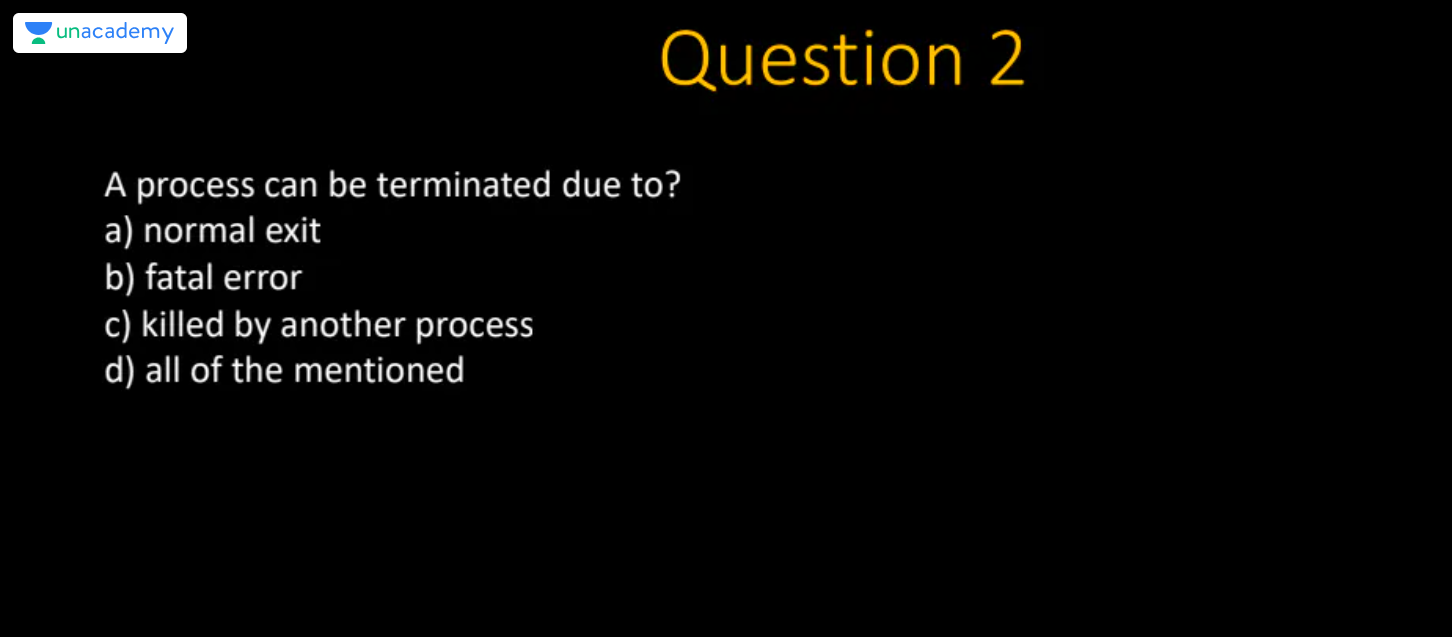 unacademy
Question 2
A process can be terminated due to?
a) normal exit
b) fatal error
c) killed by another process
d) all of the mentioned